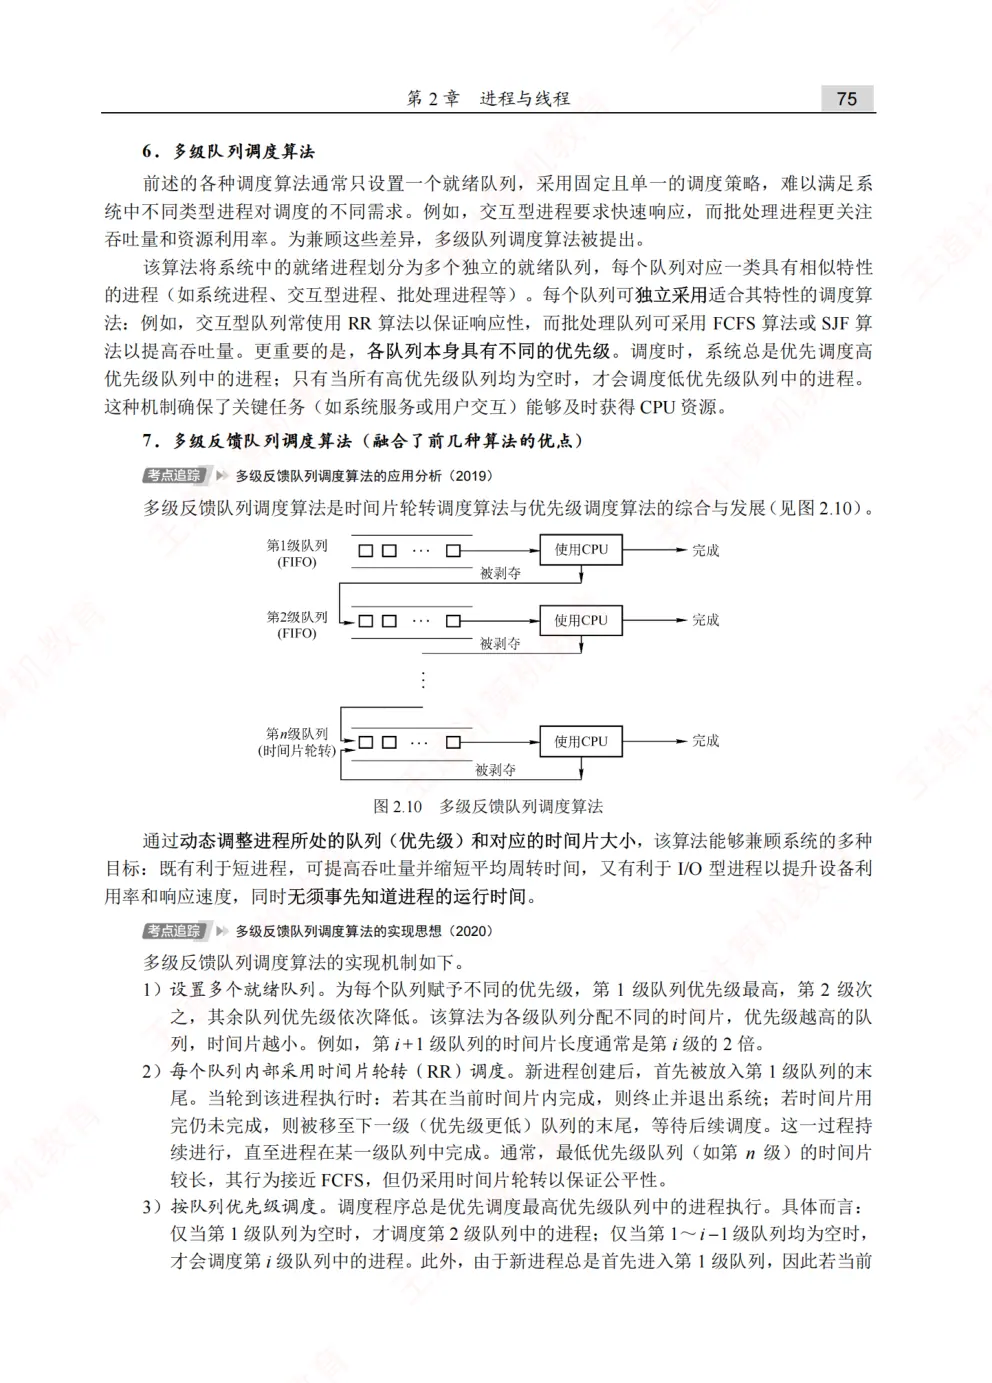 第 2 章 进程与线程 75
6．多级队列调度算法
前述的各种调度算法通常只设置一个就绪队列，采用固定且单一的调度策略，难以满足系
统中不同类型进程对调度的不同需求。例如，交互型进程要求快速响应，而批处理进程更关注
吞吐量和资源利用率。为兼顾这些差异，多级队列调度算法被提出。
该算法将系统中的就绪进程划分为多个独立的就绪队列，每个队列对应一类具有相似特性
的进程（如系统进程、交互型进程、批处理进程等）。每个队列可独立采用适合其特性的调度算
法：例如，交互型队列常使用 RR 算法以保证响应性，而批处理队列可采用 FCFS 算法或 SJF 算
法以提高吞吐量。更重要的是，各队列本身具有不同的优先级。调度时，系统总是优先调度高
优先级队列中的进程；只有当所有高优先级队列均为空时，才会调度低优先级队列中的进程。
这种机制确保了关键任务（如系统服务或用户交互）能够及时获得 CPU 资源。
7．多级反馈队列调度算法（融合了前几种算法的优点）
考点追踪 多级反馈队列调度算法的应用分析（2019）
多级反馈队列调度算法是时间片轮转调度算法与优先级调度算法的综合与发展（见图 2.10）。
第1级队列
(FIFO)
…
使用CPU
完成
被剥夺
第2级队列
(FIFO)
…
使用CPU
完成
被剥夺
⋮
第n级队列
(时间片轮转)
…
使用CPU
完成
被剥夺
图 2.10 多级反馈队列调度算法
通过动态调整进程所处的队列（优先级）和对应的时间片大小，该算法能够兼顾系统的多种
目标：既有利于短进程，可提高吞吐量并缩短平均周转时间，又有利于 I/O 型进程以提升设备利
用率和响应速度，同时无须事先知道进程的运行时间。
考点追踪 多级反馈队列调度算法的实现思想（2020）
多级反馈队列调度算法的实现机制如下。
1）设置多个就绪队列。为每个队列赋予不同的优先级，第 1 级队列优先级最高，第 2 级次
之，其余队列优先级依次降低。该算法为各级队列分配不同的时间片，优先级越高的队
列，时间片越小。例如，第 i+1 级队列的时间片长度通常是第 i 级的 2 倍。
2）每个队列内部采用时间片轮转（RR）调度。新进程创建后，首先被放入第 1 级队列的末
尾。当轮到该进程执行时：若其在当前时间片内完成，则终止并退出系统；若时间片用
完仍未完成，则被移至下一级（优先级更低）队列的末尾，等待后续调度。这一过程持
续进行，直至进程在某一级队列中完成。通常，最低优先级队列（如第 n 级）的时间片
较长，其行为接近 FCFS，但仍采用时间片轮转以保证公平性。
3）按队列优先级调度。调度程序总是优先调度最高优先级队列中的进程执行。具体而言：
仅当第 1 级队列为空时，才调度第 2 级队列中的进程；仅当第 1～i−1 级队列均为空时，
才会调度第 i 级队列中的进程。此外，由于新进程总是首先进入第 1 级队列，因此若当前